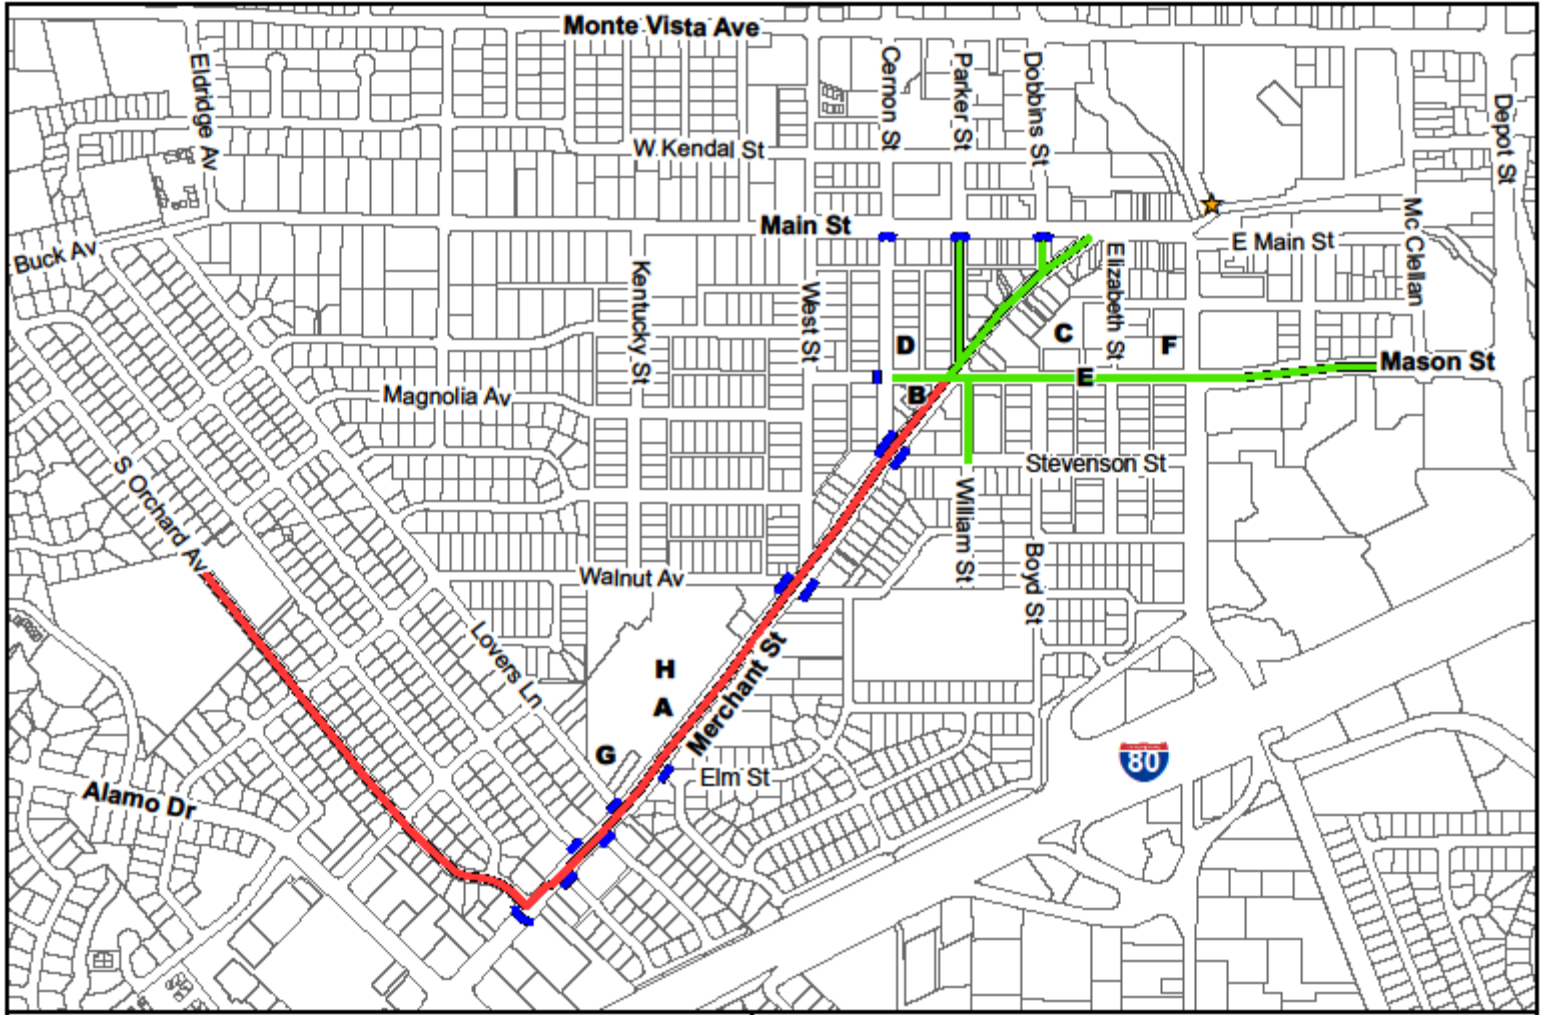 Monte Vista Ave
Eldridge Av
Cernon St
Parker St
Dobbins St
Depot St
W Kendal St
Main St
E Main St
Mc Clellan
Buck Av
Kentucky St
West St
Elizabeth St
D
C
F
Mason St
E
B
Magnolia Av
S Orchard Av
Stevenson St
William St
Boyd St
Walnut Av
Lovers Ln
H
A
Merchant St
G
Elm St
80
Alamo Dr